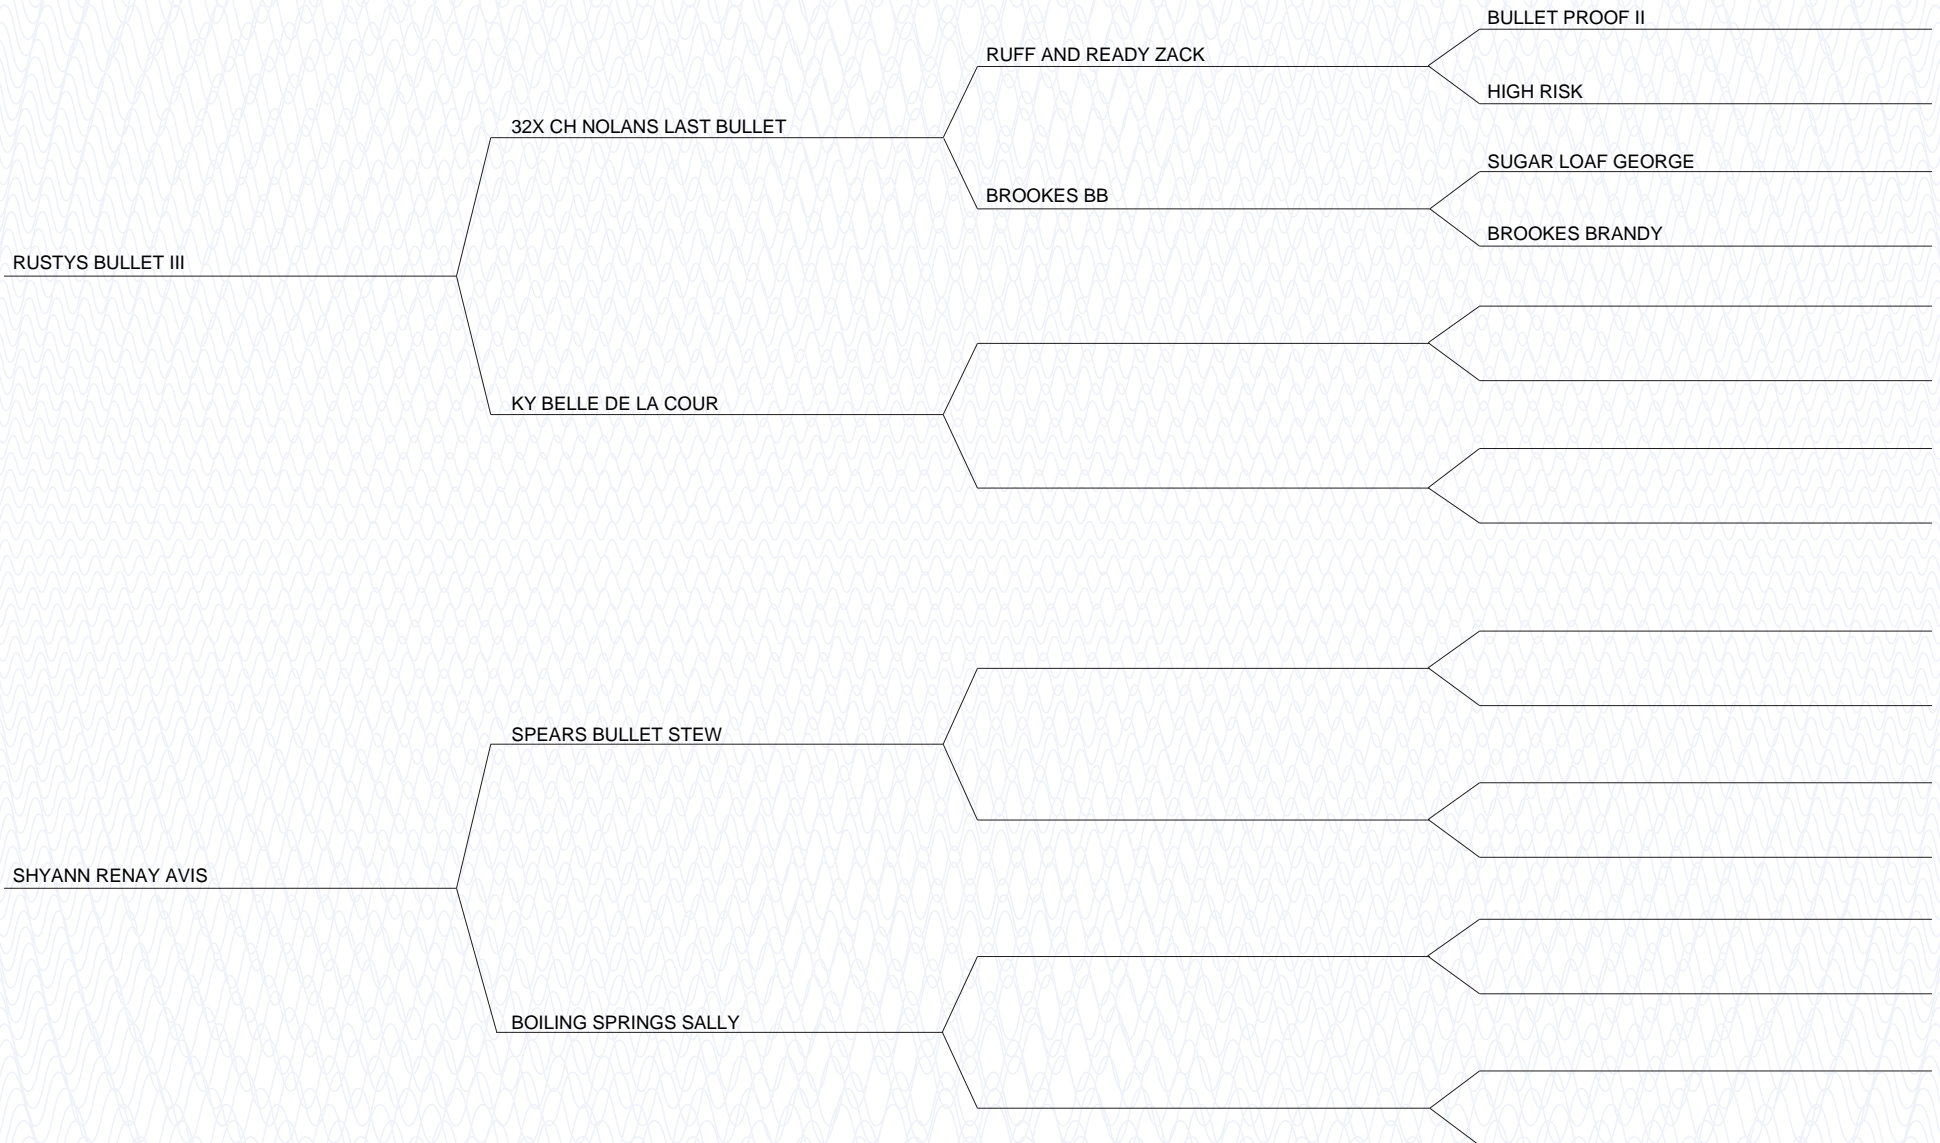 BULLET PROOF II
RUFF AND READY ZACK
HIGH RISK
32X CH NOLANS LAST BULLET
SUGAR LOAF GEORGE
BROOKES BB
BROOKES BRANDY
RUSTYS BULLET III
KY BELLE DE LA COUR
SPEARS BULLET STEW
SHYANN RENAY AVIS
BOILING SPRINGS SALLY